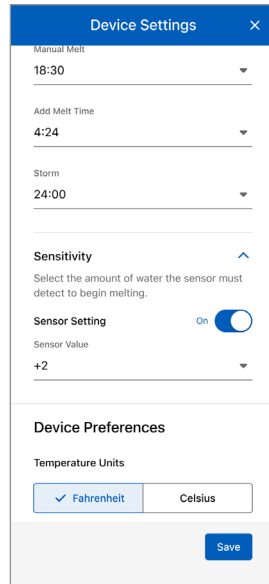 Device Settings
Manual Melt
18:30
Add Melt Time
4:24
Storm
24:00
Sensitivity
Select the amount of water the sensor must
detect to begin melting.
Sensor Setting
On
Sensor Value
+2
Device Preferences
Temperature Units
Fahrenheit
Celsius
Save